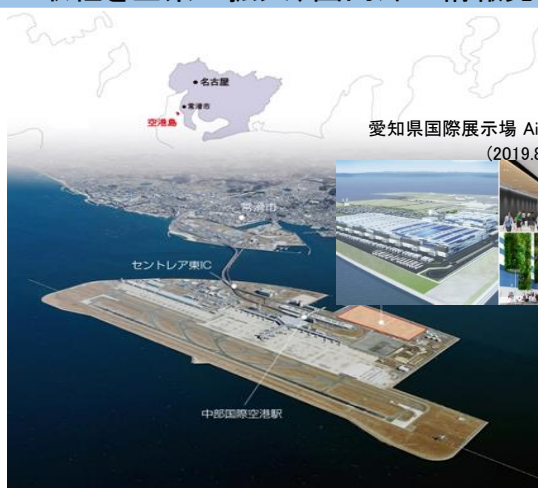 名古屋
常滑市
空港島
愛知県国際展示場 Ai
(2019.8
常滑市
セントレア東IC
中部国際空港駅